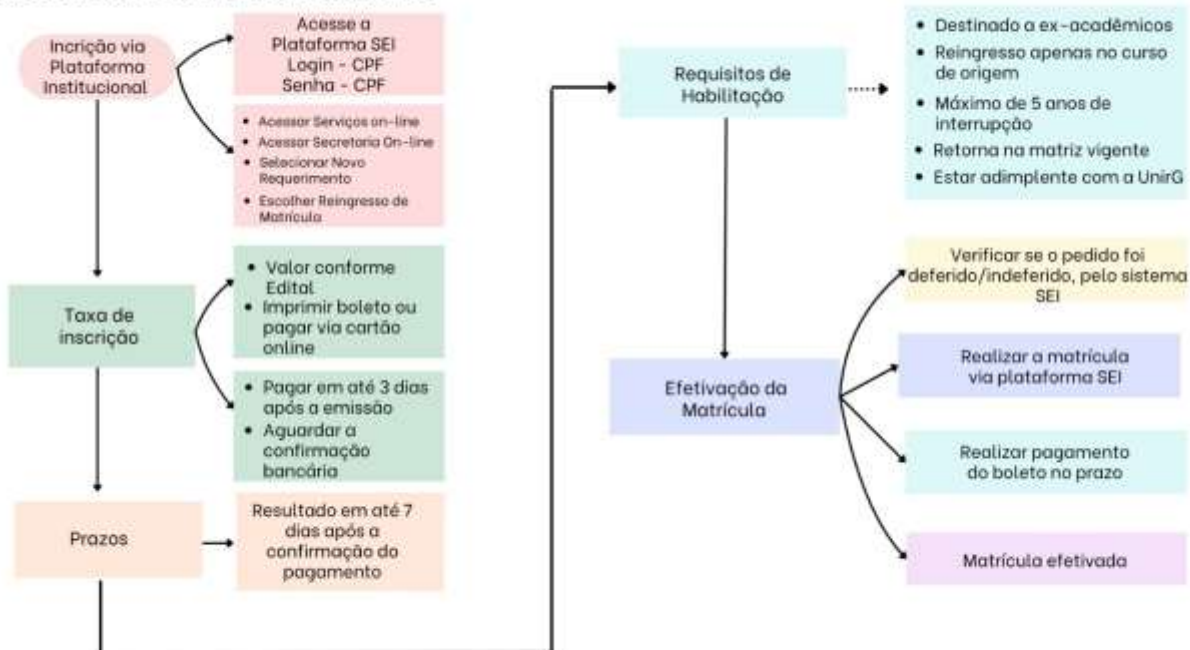 Incrição via
Plataforma
Institucional
Acesse a
Plataforma SEI
Login - CPF
Senha - CPF
• Acessar Serviços on-line
• Acessar Secretaria On-line
• Selecionar Novo
Requerimento
• Escolher Reingresso de
Matrícula
Taxa de
inscrição
• Valor conforme
Edital
• Imprimir boleto ou
pagar via cartão
online
• Pagar em até 3 dias
após a emissão
• Aguardar a
confirmação
bancária
Prazos
Resultado em até 7
dias após a
confirmação do
pagamento
Requisitos de
Habilitação
• Destinado a ex-acadêmicos
• Reingresso apenas no curso
de origem
• Máximo de 5 anos de
interrupção
• Retorna na matriz vigente
• Estar adimplente com a UnirG
Efetivação da
Matrícula
Verificar se o pedido foi
deferido/indeferido, pelo sistema
SEI
Realizar a matrícula
via plataforma SEI
Realizar pagamento
do boleto no prazo
Matrícula efetivada